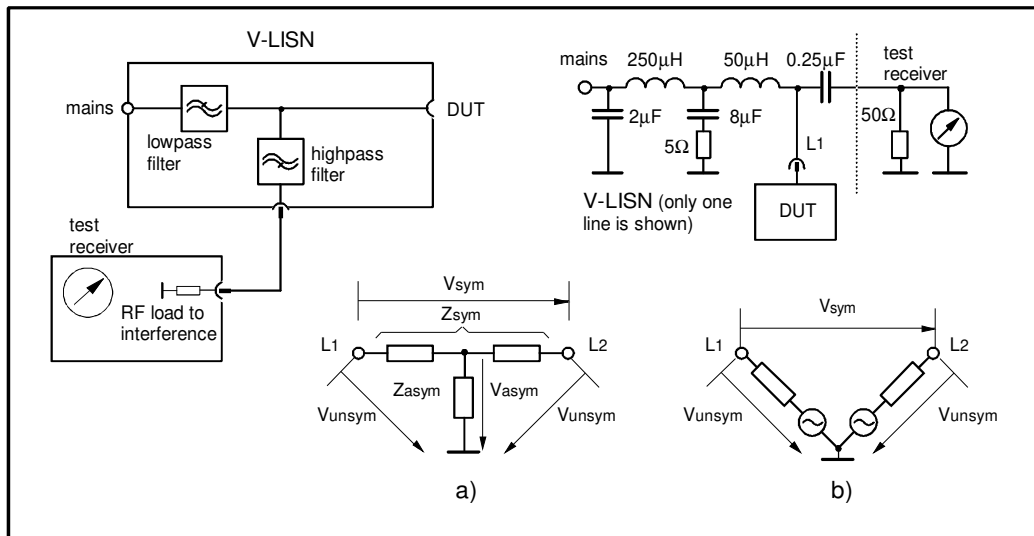 V-LISN
mains
DUT
lowpass
filter
highpass
filter
test
receiver
RF load to
interference
mains
250µH
50µH
0.25µF
test
receiver
2µF
8µF
5Ω
L1
50Ω
V-LISN (only one
line is shown)
DUT
Vsym
Zsym
L1
L2
Zasym
Vasym
Vunsym
Vunsym
a)
Vsym
L1
L2
Vunsym
Vunsym
b)